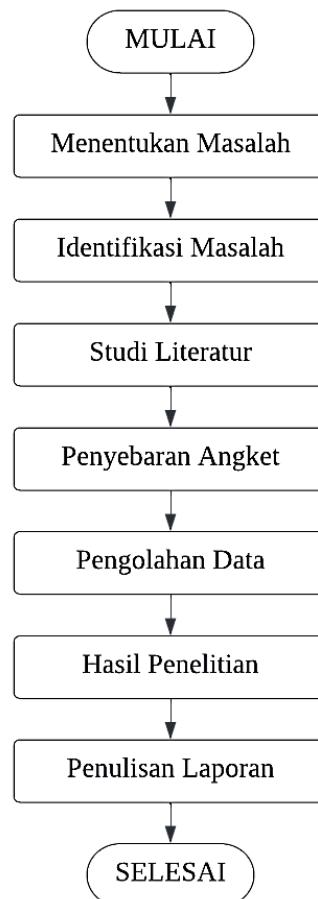 MULAI
Menentukan Masalah
Identifikasi Masalah
Studi Literatur
Penyebaran Angket
Pengolahan Data
Hasil Penelitian
Penulisan Laporan
SELESAI